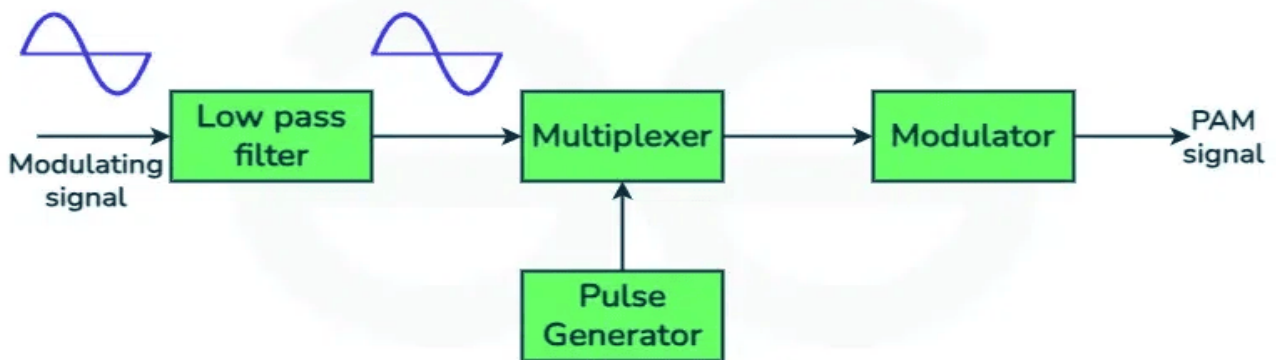 Modulating
signal
Low pass
filter
Multiplexer
Modulator
PAM
signal
Pulse
Generator